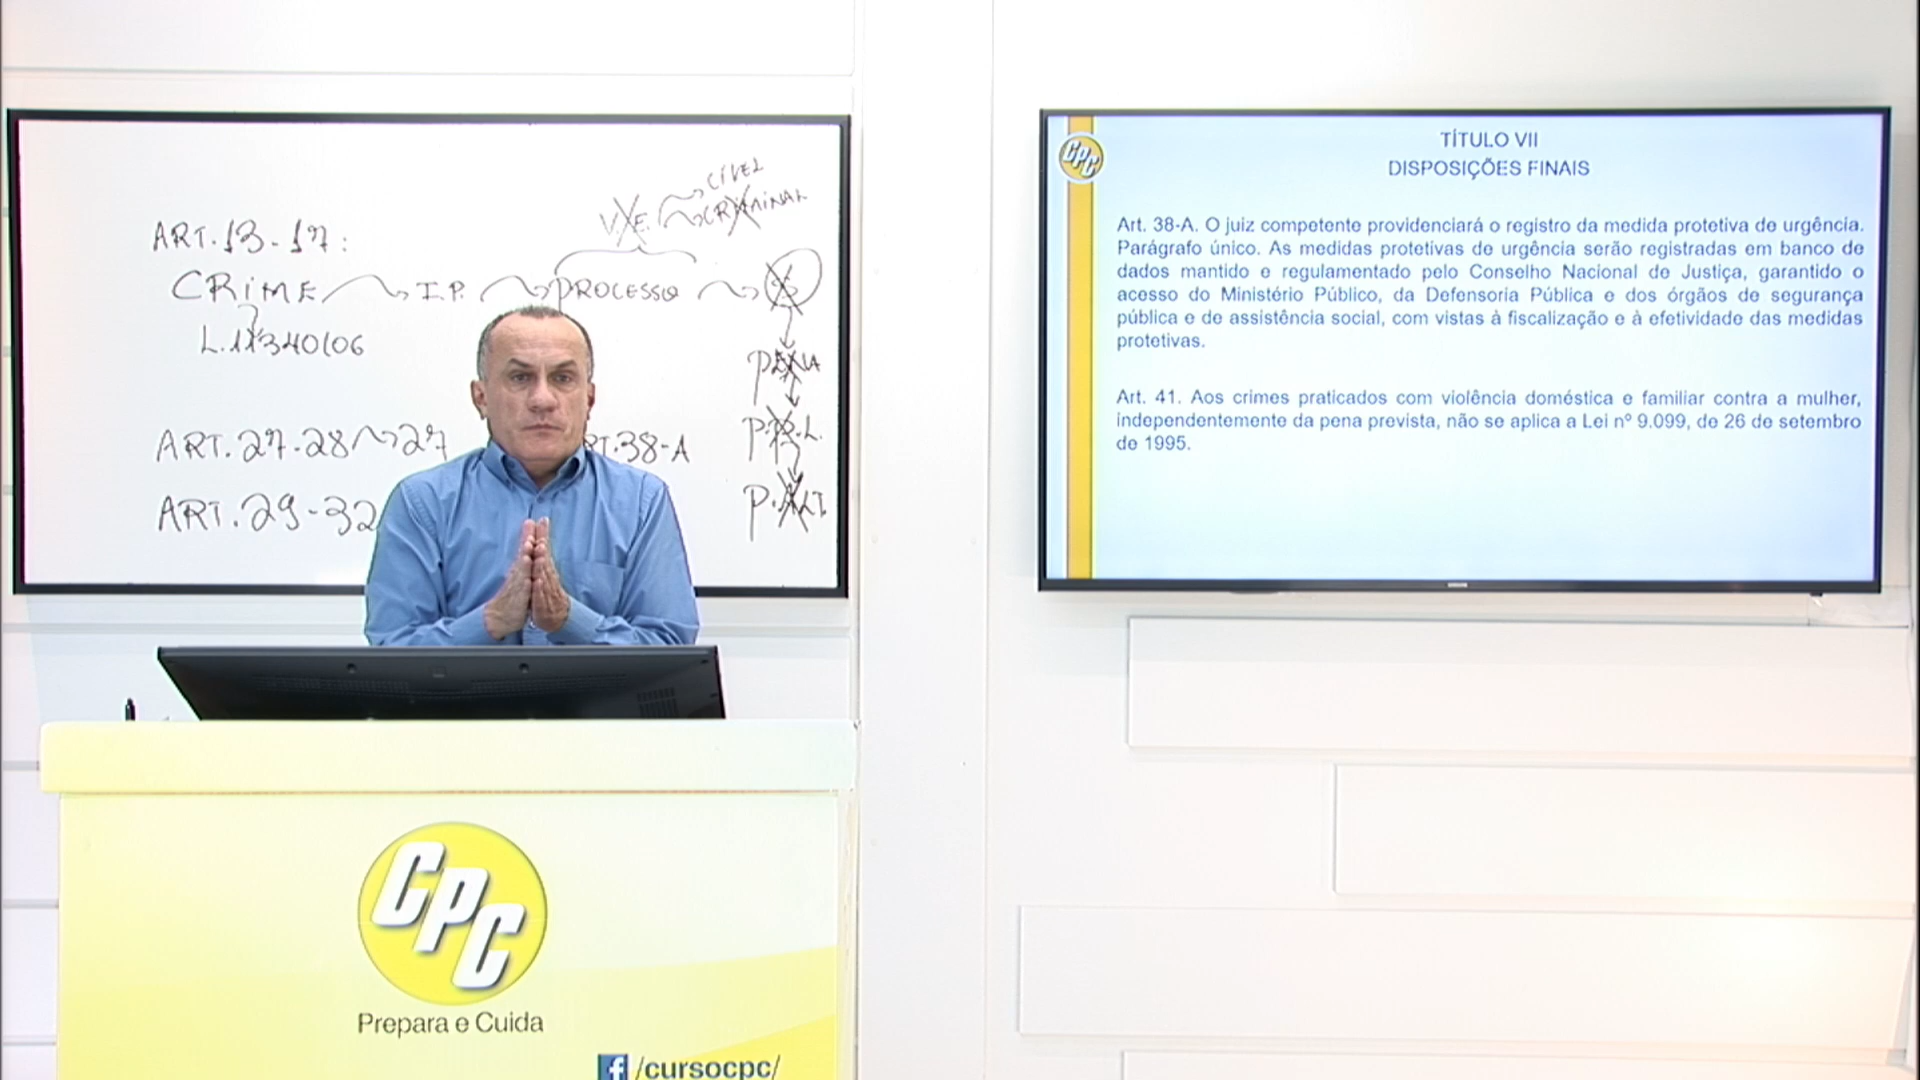 CÍVEL
V.E. CRIMINAL
ART. 13 - 17:
CRIME I.P. PROCESSO $
L.11340/06
P.R.L.
ART. 27-28 27 RT.38-A
P.ALT.
ART. 29-32
CPC
TÍTULO VII
DISPOSIÇÕES FINAIS
Art. 38-A. O juiz competente providenciará o registro da medida protetiva de urgência.
Parágrafo único. As medidas protetivas de urgência serão registradas em banco de
dados mantido e regulamentado pelo Conselho Nacional de Justiça, garantido o
acesso do Ministério Público, da Defensoria Pública e dos órgãos de segurança
pública e de assistência social, com vistas à fiscalização e à efetividade das medidas
protetivas.
Art. 41. Aos crimes praticados com violência doméstica e familiar contra a mulher,
independentemente da pena prevista, não se aplica a Lei nº 9.099, de 26 de setembro
de 1995.
CPC
Prepara e Cuida
f /cursocpc/